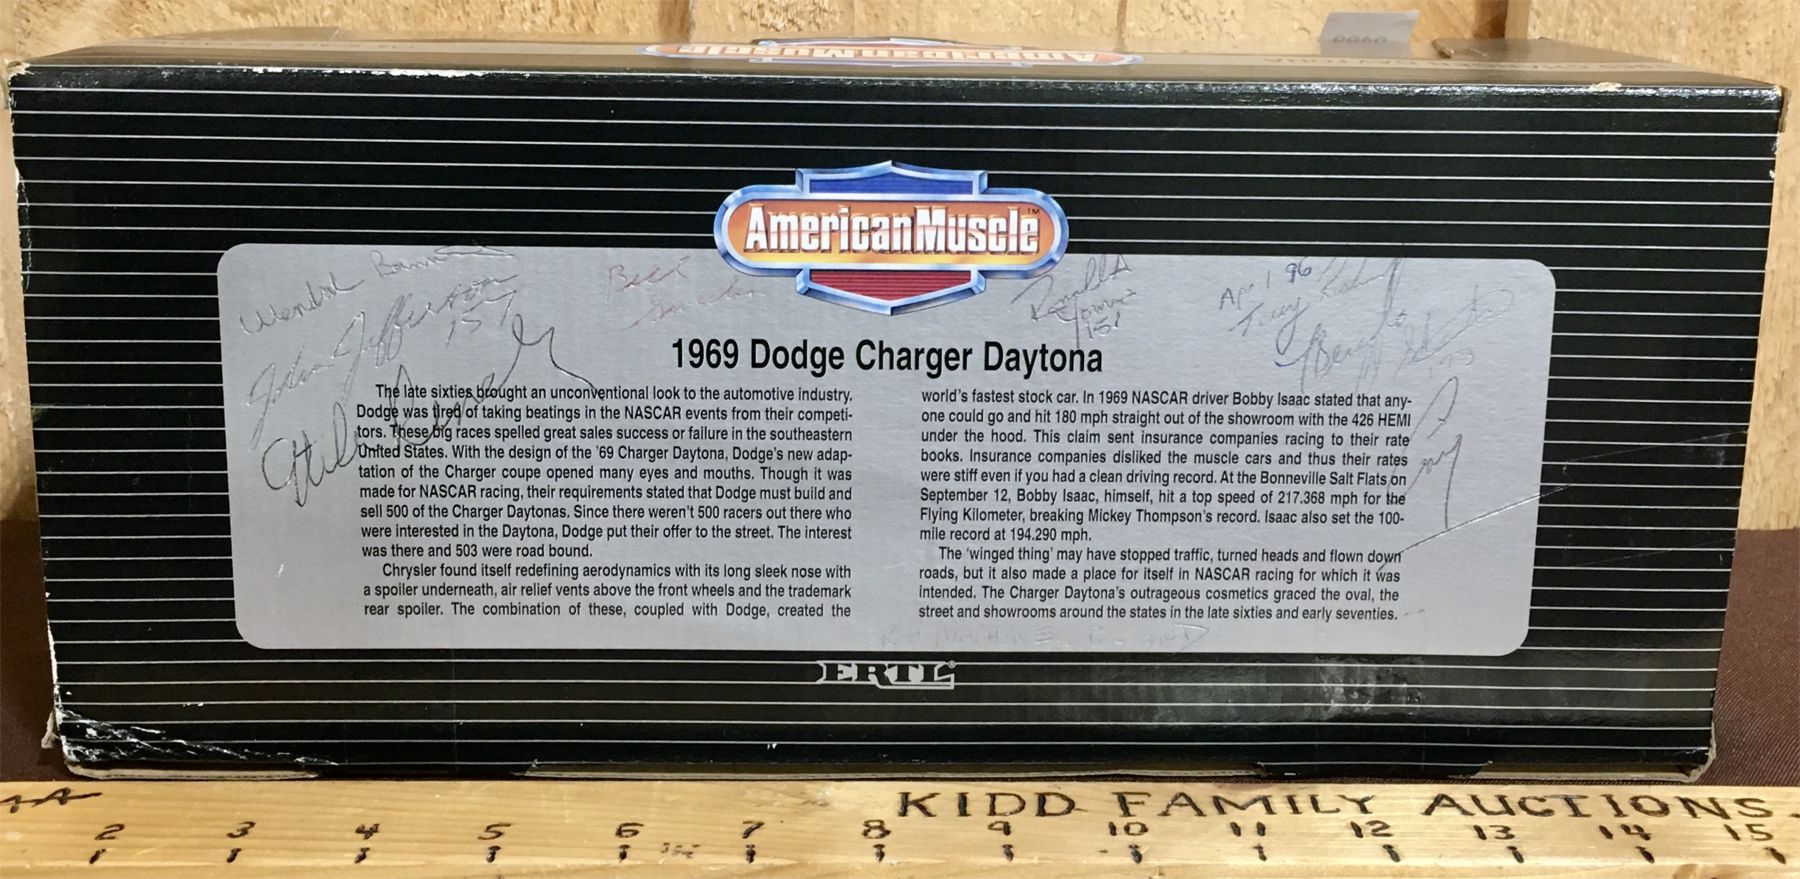 AmericanMuscle™
Wendal
John Jefferson
157
Ronald A
151
April 96
Terry
1969 Dodge Charger Daytona
The late sixties brought an unconventional look to the automotive industry.
Dodge was tired of taking beatings in the NASCAR events from their competi-
tors. These big races spelled great sales success or failure in the southeastern
United States. With the design of the '69 Charger Daytona, Dodge's new adap-
tation of the Charger coupe opened many eyes and mouths. Though it was
made for NASCAR racing, their requirements stated that Dodge must build and
sell 500 of the Charger Daytonas. Since there weren't 500 racers out there who
were interested in the Daytona, Dodge put their offer to the street. The interest
was there and 503 were road bound.
Chrysler found itself redefining aerodynamics with its long sleek nose with
a spoiler underneath, air relief vents above the front wheels and the trademark
rear spoiler. The combination of these, coupled with Dodge, created the
world's fastest stock car. In 1969 NASCAR driver Bobby Isaac stated that any-
one could go and hit 180 mph straight out of the showroom with the 426 HEMI
under the hood. This claim sent insurance companies racing to their rate
books. Insurance companies disliked the muscle cars and thus their rates
were stiff even if you had a clean driving record. At the Bonneville Salt Flats on
September 12, Bobby Isaac, himself, hit a top speed of 217.368 mph for the
Flying Kilometer, breaking Mickey Thompson's record. Isaac also set the 100-
mile record at 194.290 mph.
The 'winged thing' may have stopped traffic, turned heads and flown down
roads, but it also made a place for itself in NASCAR racing for which it was
intended. The Charger Daytona's outrageous cosmetics graced the oval, the
street and showrooms around the states in the late sixties and early seventies.
ERTL®
KIDD FAMILY AUCTIONS.
2 3 4 5 6 7 8 9 10 11 12 13 14 15